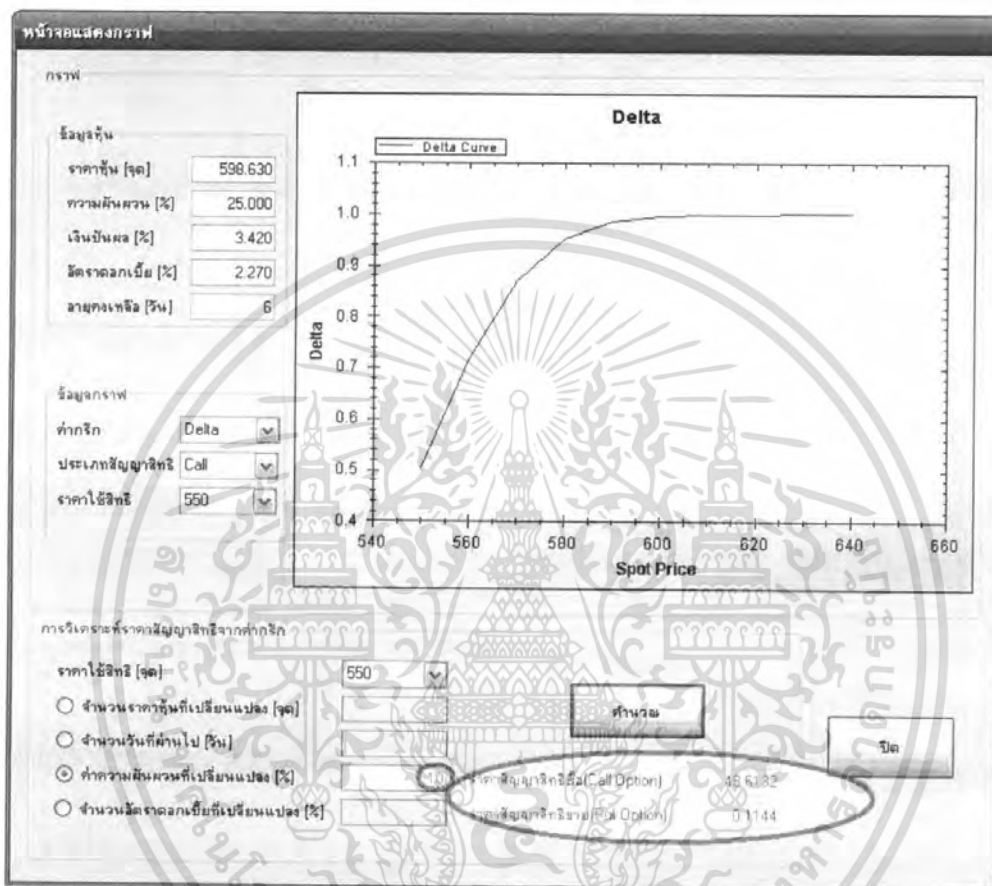 หน้าจอแสดงกราฟ
กราฟ
ข้อมูลหุ้น
ราคาหุ้น [จุด] 598.630
ความผันผวน [%] 25.000
เงินปันผล [%] 3.420
อัตราดอกเบี้ย [%] 2.270
อายุคงเหลือ [วัน] 6
ข้อมูลกราฟ
ค่ากรีก Delta
ประเภทสัญญาสิทธิ Call
ราคาใช้สิทธิ 550
Delta
Delta Curve
1.1
1.0
0.9
0.8
0.7
0.6
0.5
0.4
Delta
540 560 580 600 620 640 660
Spot Price
การวิเคราะห์ราคาสัญญาสิทธิจากค่ากรีก
ราคาใช้สิทธิ [จุด] 550
จำนวนราคาหุ้นที่เปลี่ยนแปลง [จุด]
จำนวนวันที่ผ่านไป [วัน]
ค่าความผันผวนที่เปลี่ยนแปลง [%]
จำนวนอัตราดอกเบี้ยที่เปลี่ยนแปลง [%]
คำนวณ
ปิด
ราคาสัญญาสิทธิซื้อ(Call Option) 48.6132
ราคาสัญญาสิทธิขาย(Put Option) 0.1144